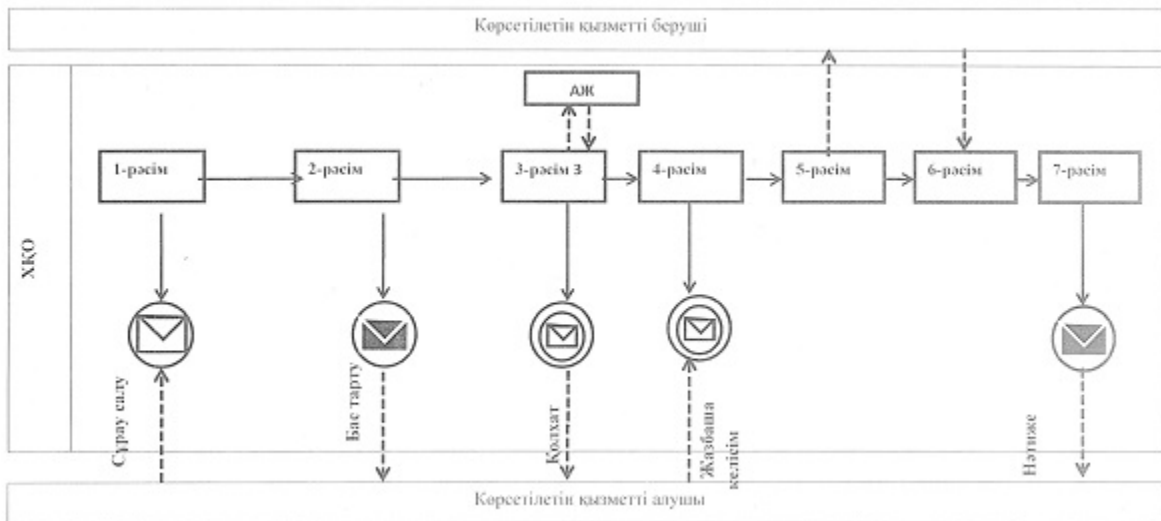 Көрсетілетін қызметті беруші
АЖ
1-рәсім
2-рәсім
3-рәсім 3
4-рәсім
5-рәсім
6-рәсім
7-рәсім
ХҚО
Сұрау салу
Бас тарту
Қолхат
Жазбаша
келісім
Нәтиже
Көрсетілетін қызметті алушы